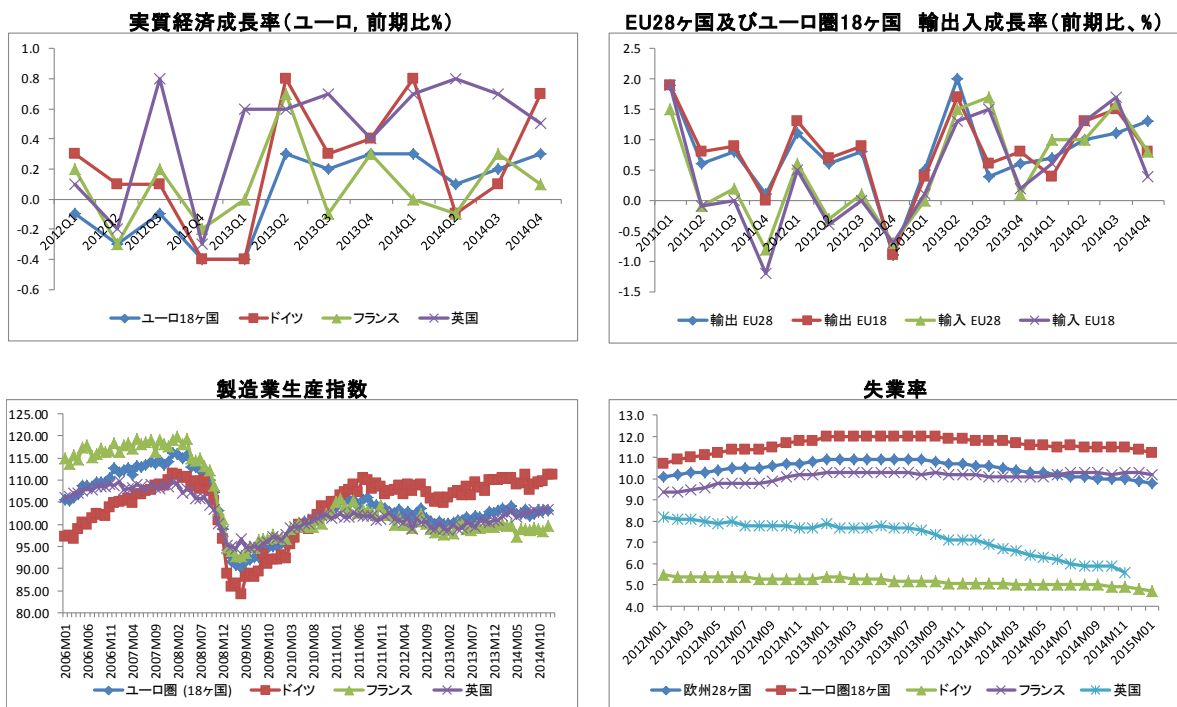 実質経済成長率(ユーロ, 前期比%)
1.0
0.8
0.6
0.4
0.2
0.0
-0.2
-0.4
-0.6
2012Q1
2012Q2
2012Q3
2012Q4
2013Q1
2013Q2
2013Q3
2013Q4
2014Q1
2014Q2
2014Q3
2014Q4
ユーロ18ヶ国 ドイツ フランス 英国
EU28ヶ国及びユーロ圏18ヶ国 輸出入成長率(前期比、%)
2.5
2.0
1.5
1.0
0.5
0.0
-0.5
-1.0
-1.5
2011Q1
2011Q2
2011Q3
2011Q4
2012Q1
2012Q2
2012Q3
2012Q4
2013Q1
2013Q2
2013Q3
2013Q4
2014Q1
2014Q2
2014Q3
2014Q4
輸出 EU28 輸出 EU18 輸入 EU28 輸入 EU18
製造業生産指数
125.00
120.00
115.00
110.00
105.00
100.00
95.00
90.00
85.00
80.00
2006M01
2006M06
2006M11
2007M04
2007M09
2008M02
2008M07
2008M12
2009M05
2009M10
2010M03
2010M08
2011M01
2011M06
2011M11
2012M04
2012M09
2013M02
2013M07
2013M12
2014M05
2014M10
ユーロ圏 (18ヶ国) ドイツ フランス 英国
失業率
13.0
12.0
11.0
10.0
9.0
8.0
7.0
6.0
5.0
4.0
2012M01
2012M03
2012M05
2012M07
2012M09
2012M11
2013M01
2013M03
2013M05
2013M07
2013M09
2013M11
2014M01
2014M03
2014M05
2014M07
2014M09
2014M11
2015M01
欧州28ヶ国 ユーロ圏18ヶ国 ドイツ フランス 英国